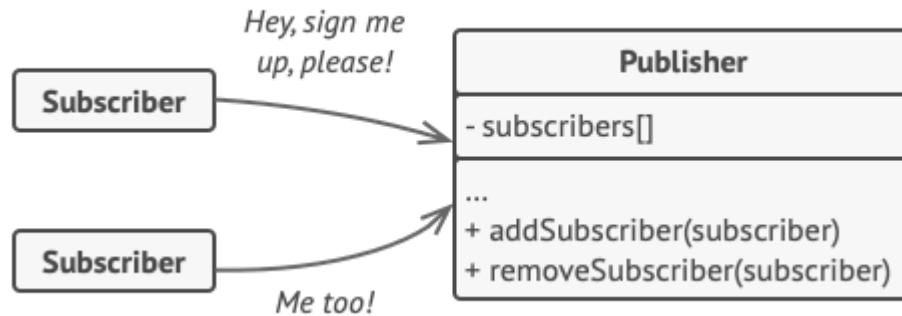 Hey, sign me
up, please!
Subscriber
Subscriber
Me too!
Publisher
- subscribers[]
...
+ addSubscriber(subscriber)
+ removeSubscriber(subscriber)